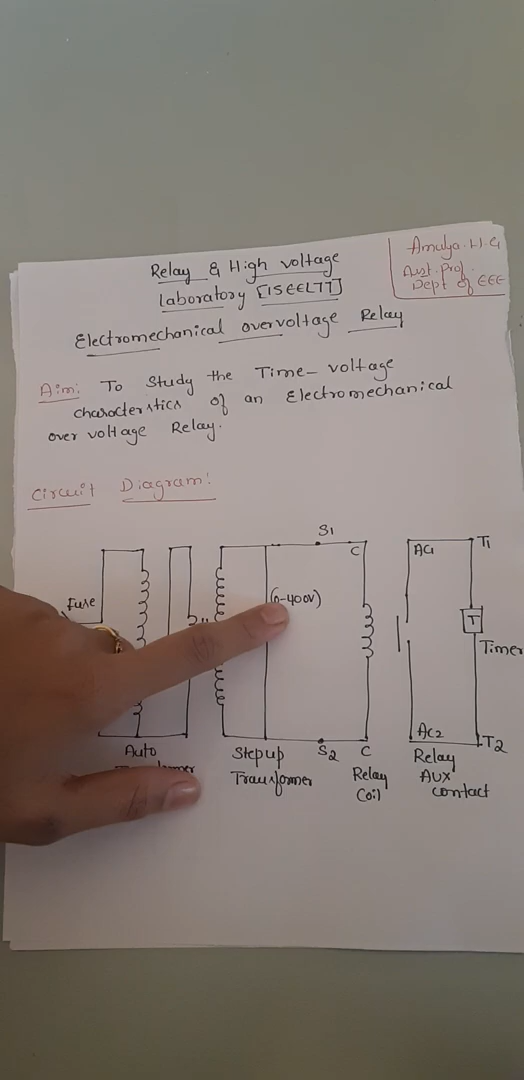 Relay & High voltage
laboratory [15EEL77]
Amulya.H.G
Asst. Prof.
Dept of EEE
Electromechanical overvoltage Relay
Aim: To Study the Time-voltage
characteristics of an Electromechanical
over voltage Relay.
Circuit Diagram:
S1
C
AC1
T1
Fuse
(0-400V)
T
Timer
S2
C
AC2
T2
Auto
Stepup
Transformer
Relay
Coil
Relay
AUX
contact